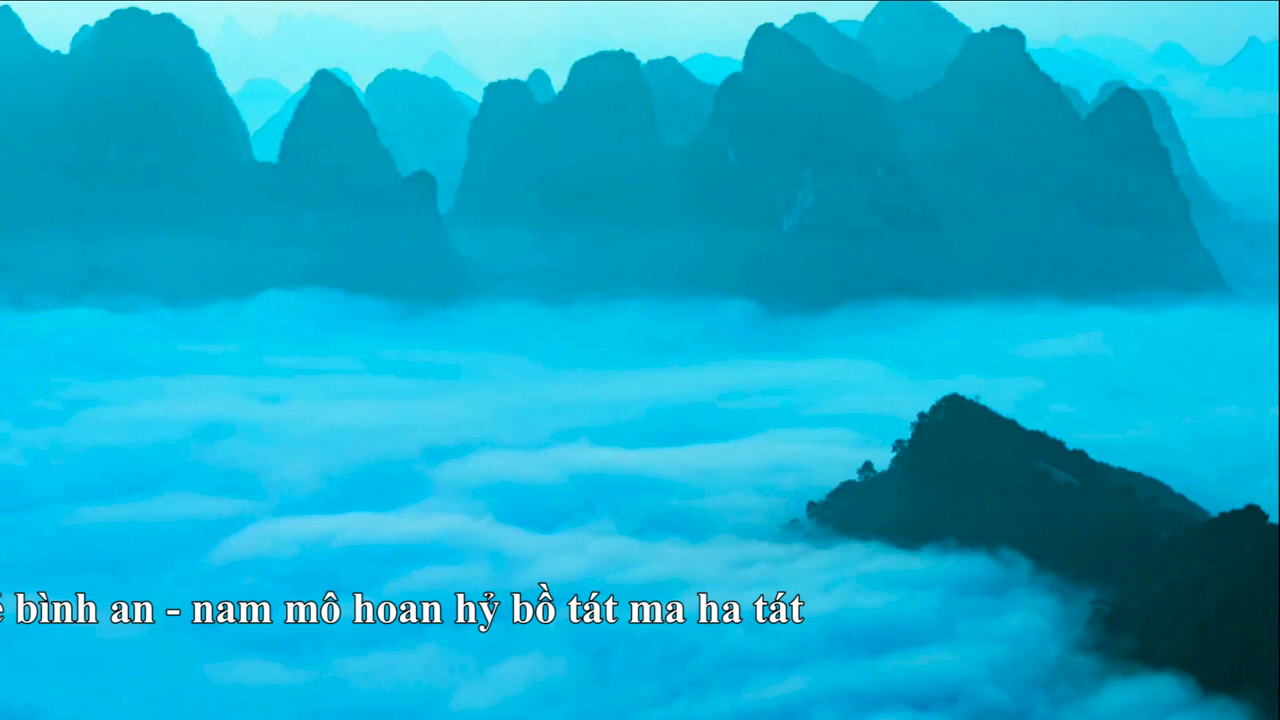 bình an - nam mô hoan hỷ bồ tát ma ha tát